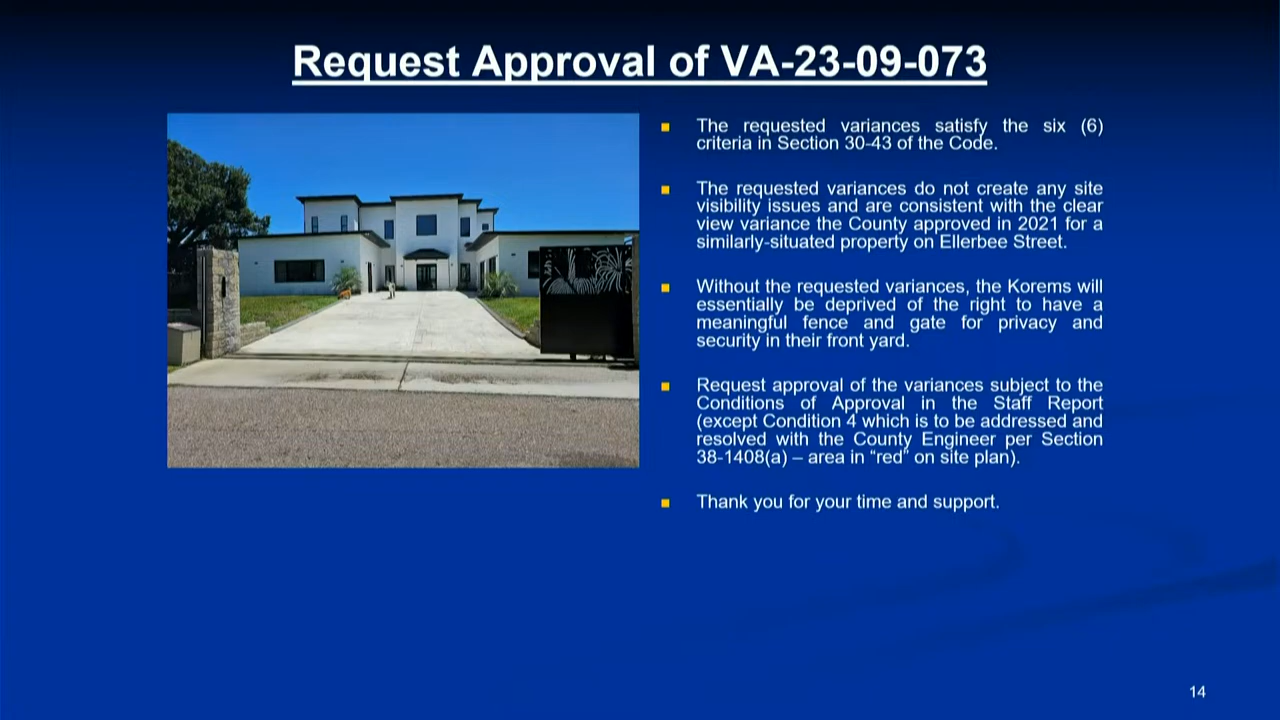 Request Approval of VA-23-09-073
The requested variances satisfy the six (6)
criteria in Section 30-43 of the Code.
The requested variances do not create any site
visibility issues and are consistent with the clear
view variance the County approved in 2021 for a
similarly-situated property on Ellerbee Street.
Without the requested variances, the Korems will
essentially be deprived of the right to have a
meaningful fence and gate for privacy and
security in their front yard.
Request approval of the variances subject to the
Conditions of Approval in the Staff Report
(except Condition 4 which is to be addressed and
resolved with the County Engineer per Section
38-1408(a) – area in “red” on site plan).
Thank you for your time and support.
14